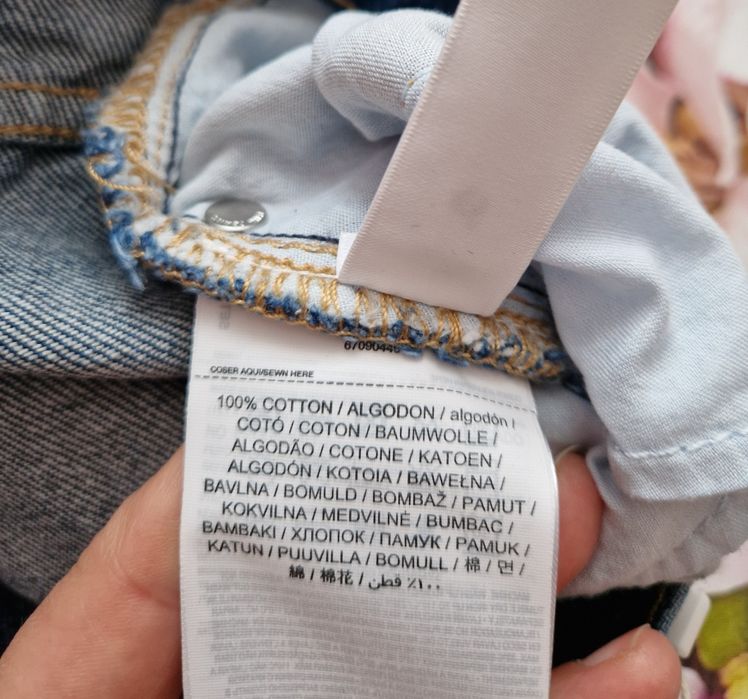 67090445
COSER AQUI/SEWN HERE
100% COTTON / ALGODON / algodón /
COTÓ / COTON / BAUMWOLLE /
ALGODÃO / COTONE / KATOEN /
ALGODÓN / KOTOIA / BAWEŁNA /
BAVLNA / BOMULD / BOMBAŽ / PAMUT /
KOKVILNA / MEDVILNĖ / BUMBAC /
BAMBAKI / ХЛОПОК / ПАМУК / PAMUK /
KATUN / PUUVILLA / BOMULL / 棉 / 면 /
綿 / 棉花 / قطن ٪١٠٠